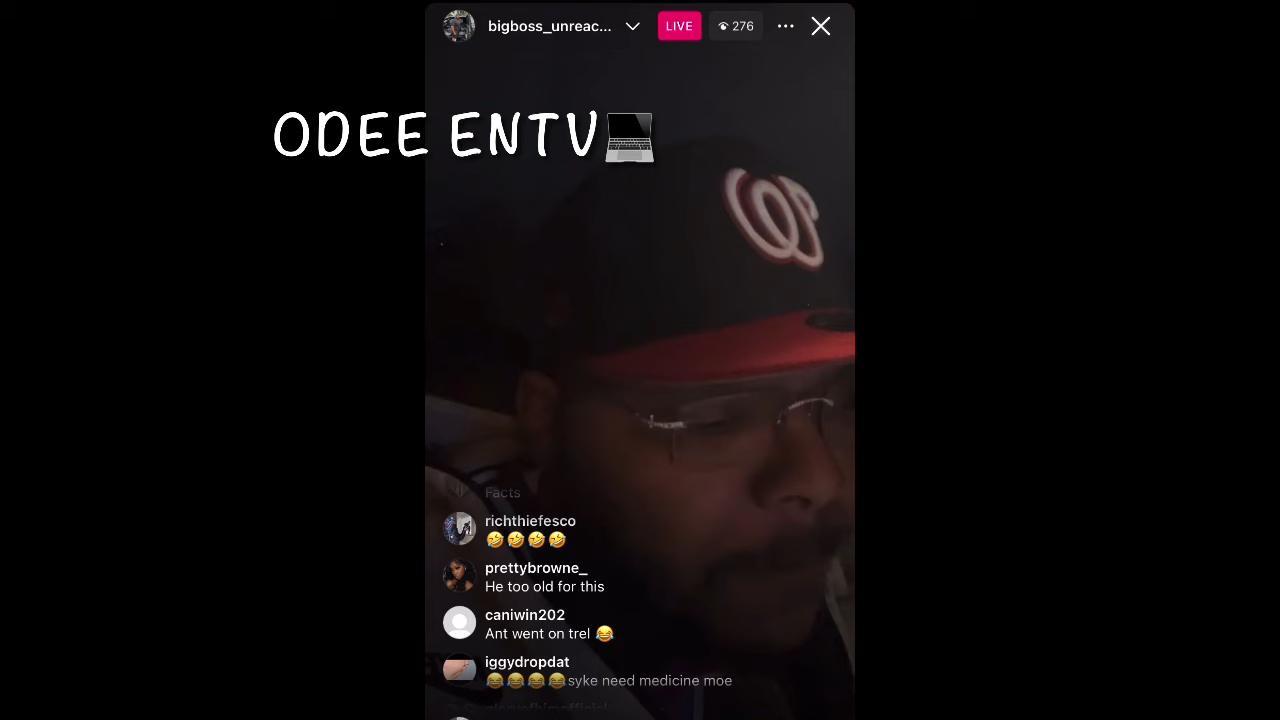 bigboss_unreac...
LIVE
276
ODEE ENTV💻
Facts
richthiefesco
🤣🤣🤣🤣
prettybrowne_
He too old for this
caniwin202
Ant went on trel 😂
iggydropdat
😂😂😂😂syke need medicine moe